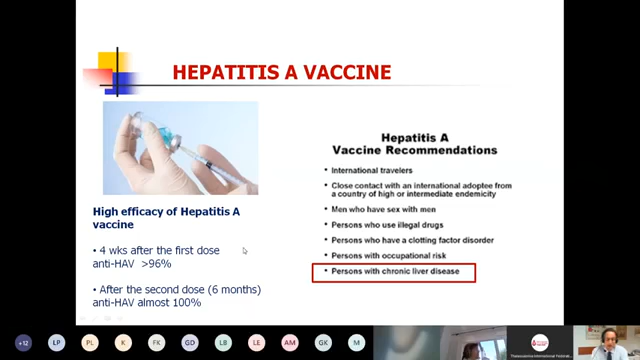 HEPATITIS A VACCINE
High efficacy of Hepatitis A
vaccine
• 4 wks after the first dose
anti-HAV >96%
• After the second dose (6 months)
anti-HAV almost 100%
Hepatitis A
Vaccine Recommendations
• International travelers
• Close contact with an international adoptee from
a country of high or intermediate endemicity
• Men who have sex with men
• Persons who use illegal drugs
• Persons who have a clotting factor disorder
• Persons with occupational risk
• Persons with chronic liver disease
+12
LP
PL
K
FK
GD
LB
LE
AM
GK
M